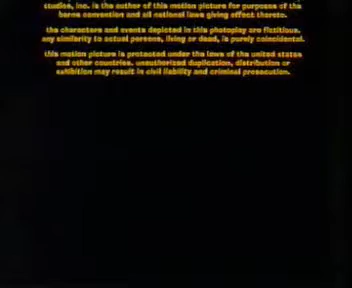 studios, inc. is the author of this motion picture for purposes of the
berne convention and all national laws giving effect thereto.
the characters and events depicted in this photoplay are fictitious.
any similarity to actual persons, living or dead, is purely coincidental.
this motion picture is protected under the laws of the united states
and other countries. unauthorized duplication, distribution or
exhibition may result in civil liability and criminal prosecution.